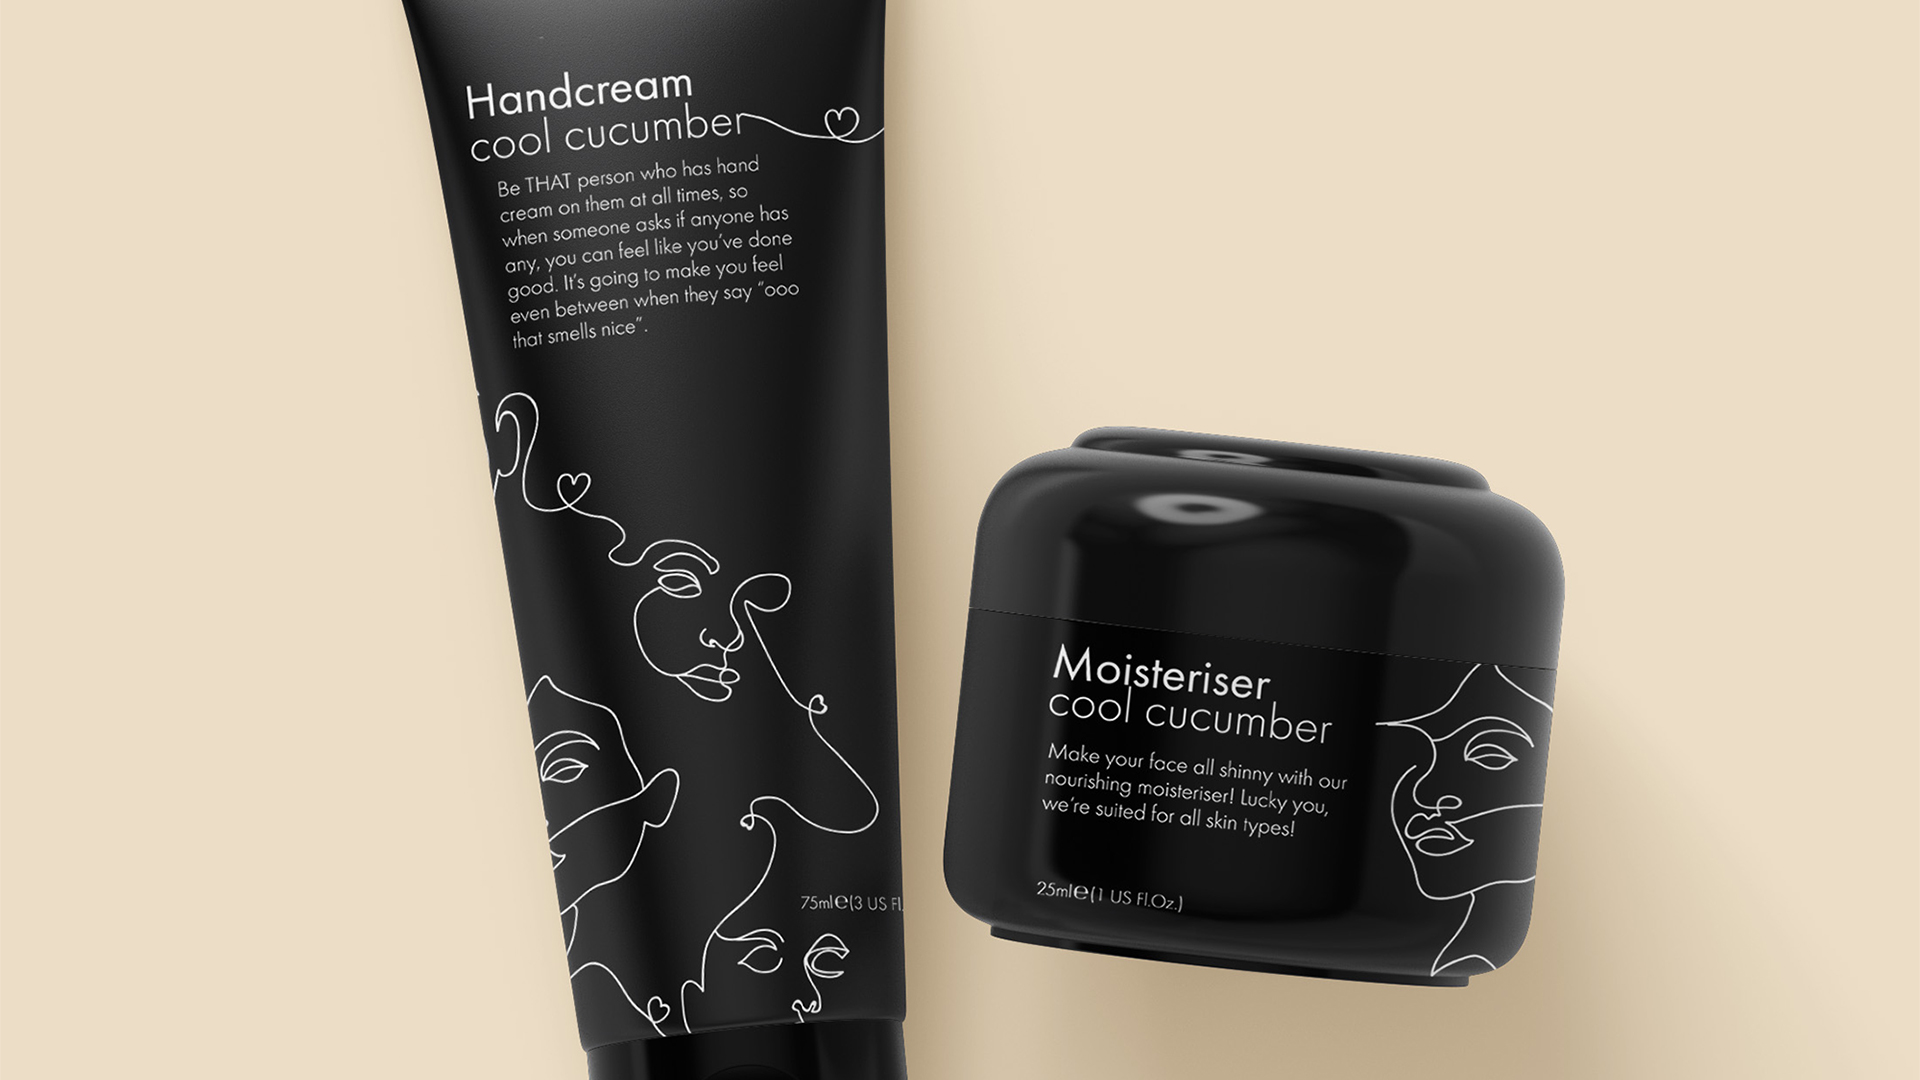 Handcream
cool cucumber
Be THAT person who has hand
cream on them at all times, so
when someone asks if anyone has
any, you can feel like you've done
good. It's going to make you feel
even between when they say “ooo
that smells nice”.
75ml℮(3 US Fl.
Moisteriser
cool cucumber
Make your face all shinny with our
nourishing moisteriser! Lucky you,
we're suited for all skin types!
25ml℮(1 US Fl.Oz.)